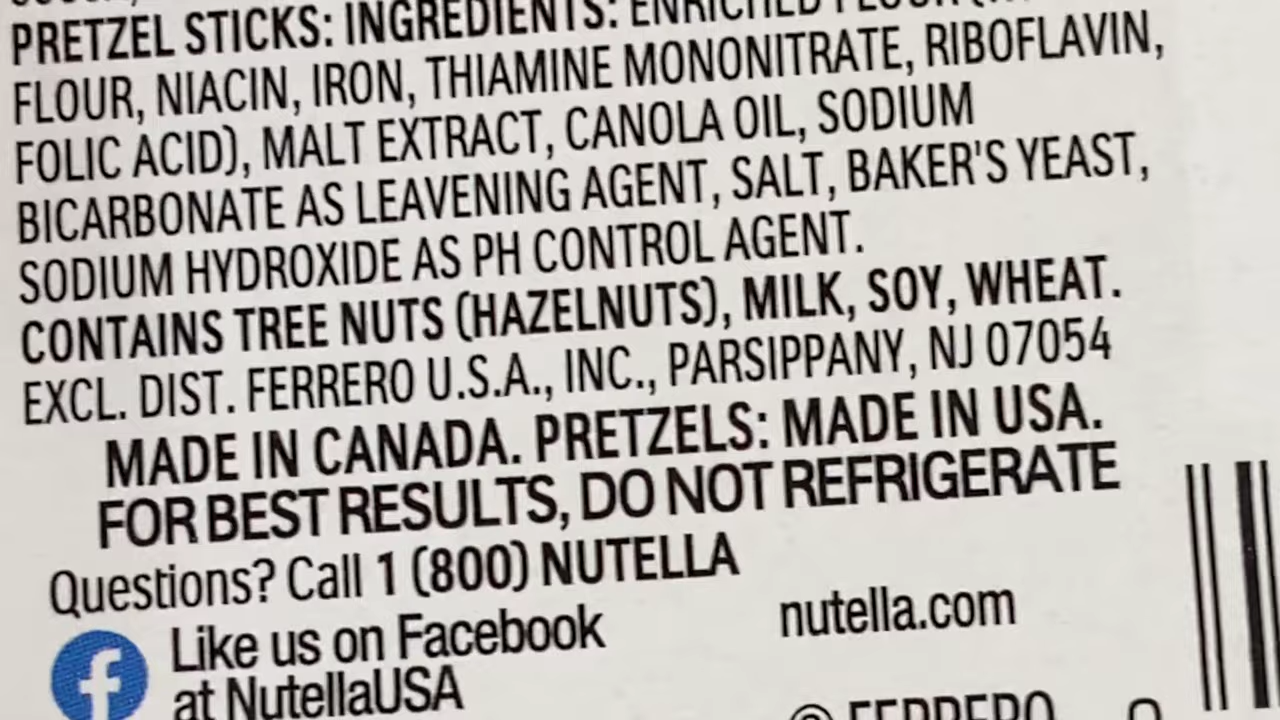 PRETZEL STICKS: INGREDIENTS: ENRICHED FLOUR
FLOUR, NIACIN, IRON, THIAMINE MONONITRATE, RIBOFLAVIN,
FOLIC ACID), MALT EXTRACT, CANOLA OIL, SODIUM
BICARBONATE AS LEAVENING AGENT, SALT, BAKER'S YEAST,
SODIUM HYDROXIDE AS PH CONTROL AGENT.
CONTAINS TREE NUTS (HAZELNUTS), MILK, SOY, WHEAT.
EXCL. DIST. FERRERO U.S.A., INC., PARSIPPANY, NJ 07054
MADE IN CANADA. PRETZELS: MADE IN USA.
FOR BEST RESULTS, DO NOT REFRIGERATE
Questions? Call 1 (800) NUTELLA
nutella.com
Like us on Facebook
at NutellaUSA
© FERRERO